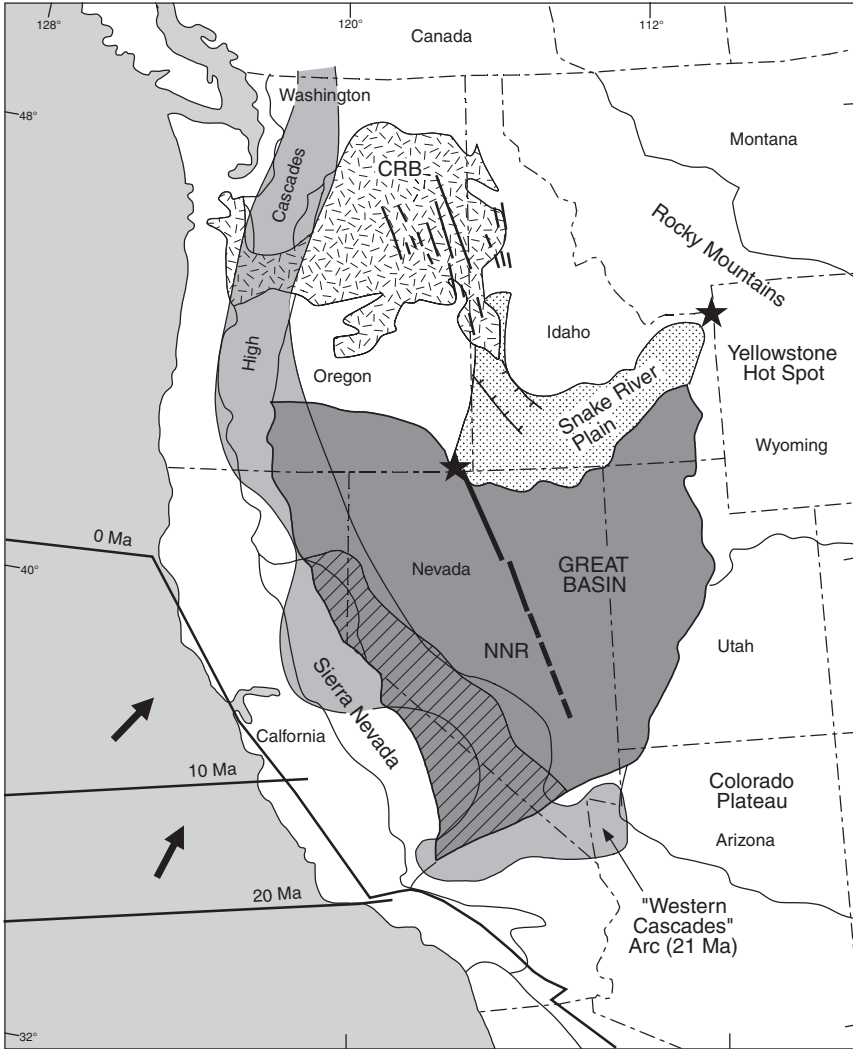 128°
120°
112°
Canada
Washington
48°
Montana
CRB
Cascades
Rocky Mountains
Idaho
High
Oregon
Yellowstone
Hot Spot
Snake River
Plain
Wyoming
0 Ma
40°
Nevada
GREAT
BASIN
NNR
Utah
Sierra Nevada
Calfornia
10 Ma
Colorado
Plateau
Arizona
20 Ma
"Western
Cascades"
Arc (21 Ma)
32°